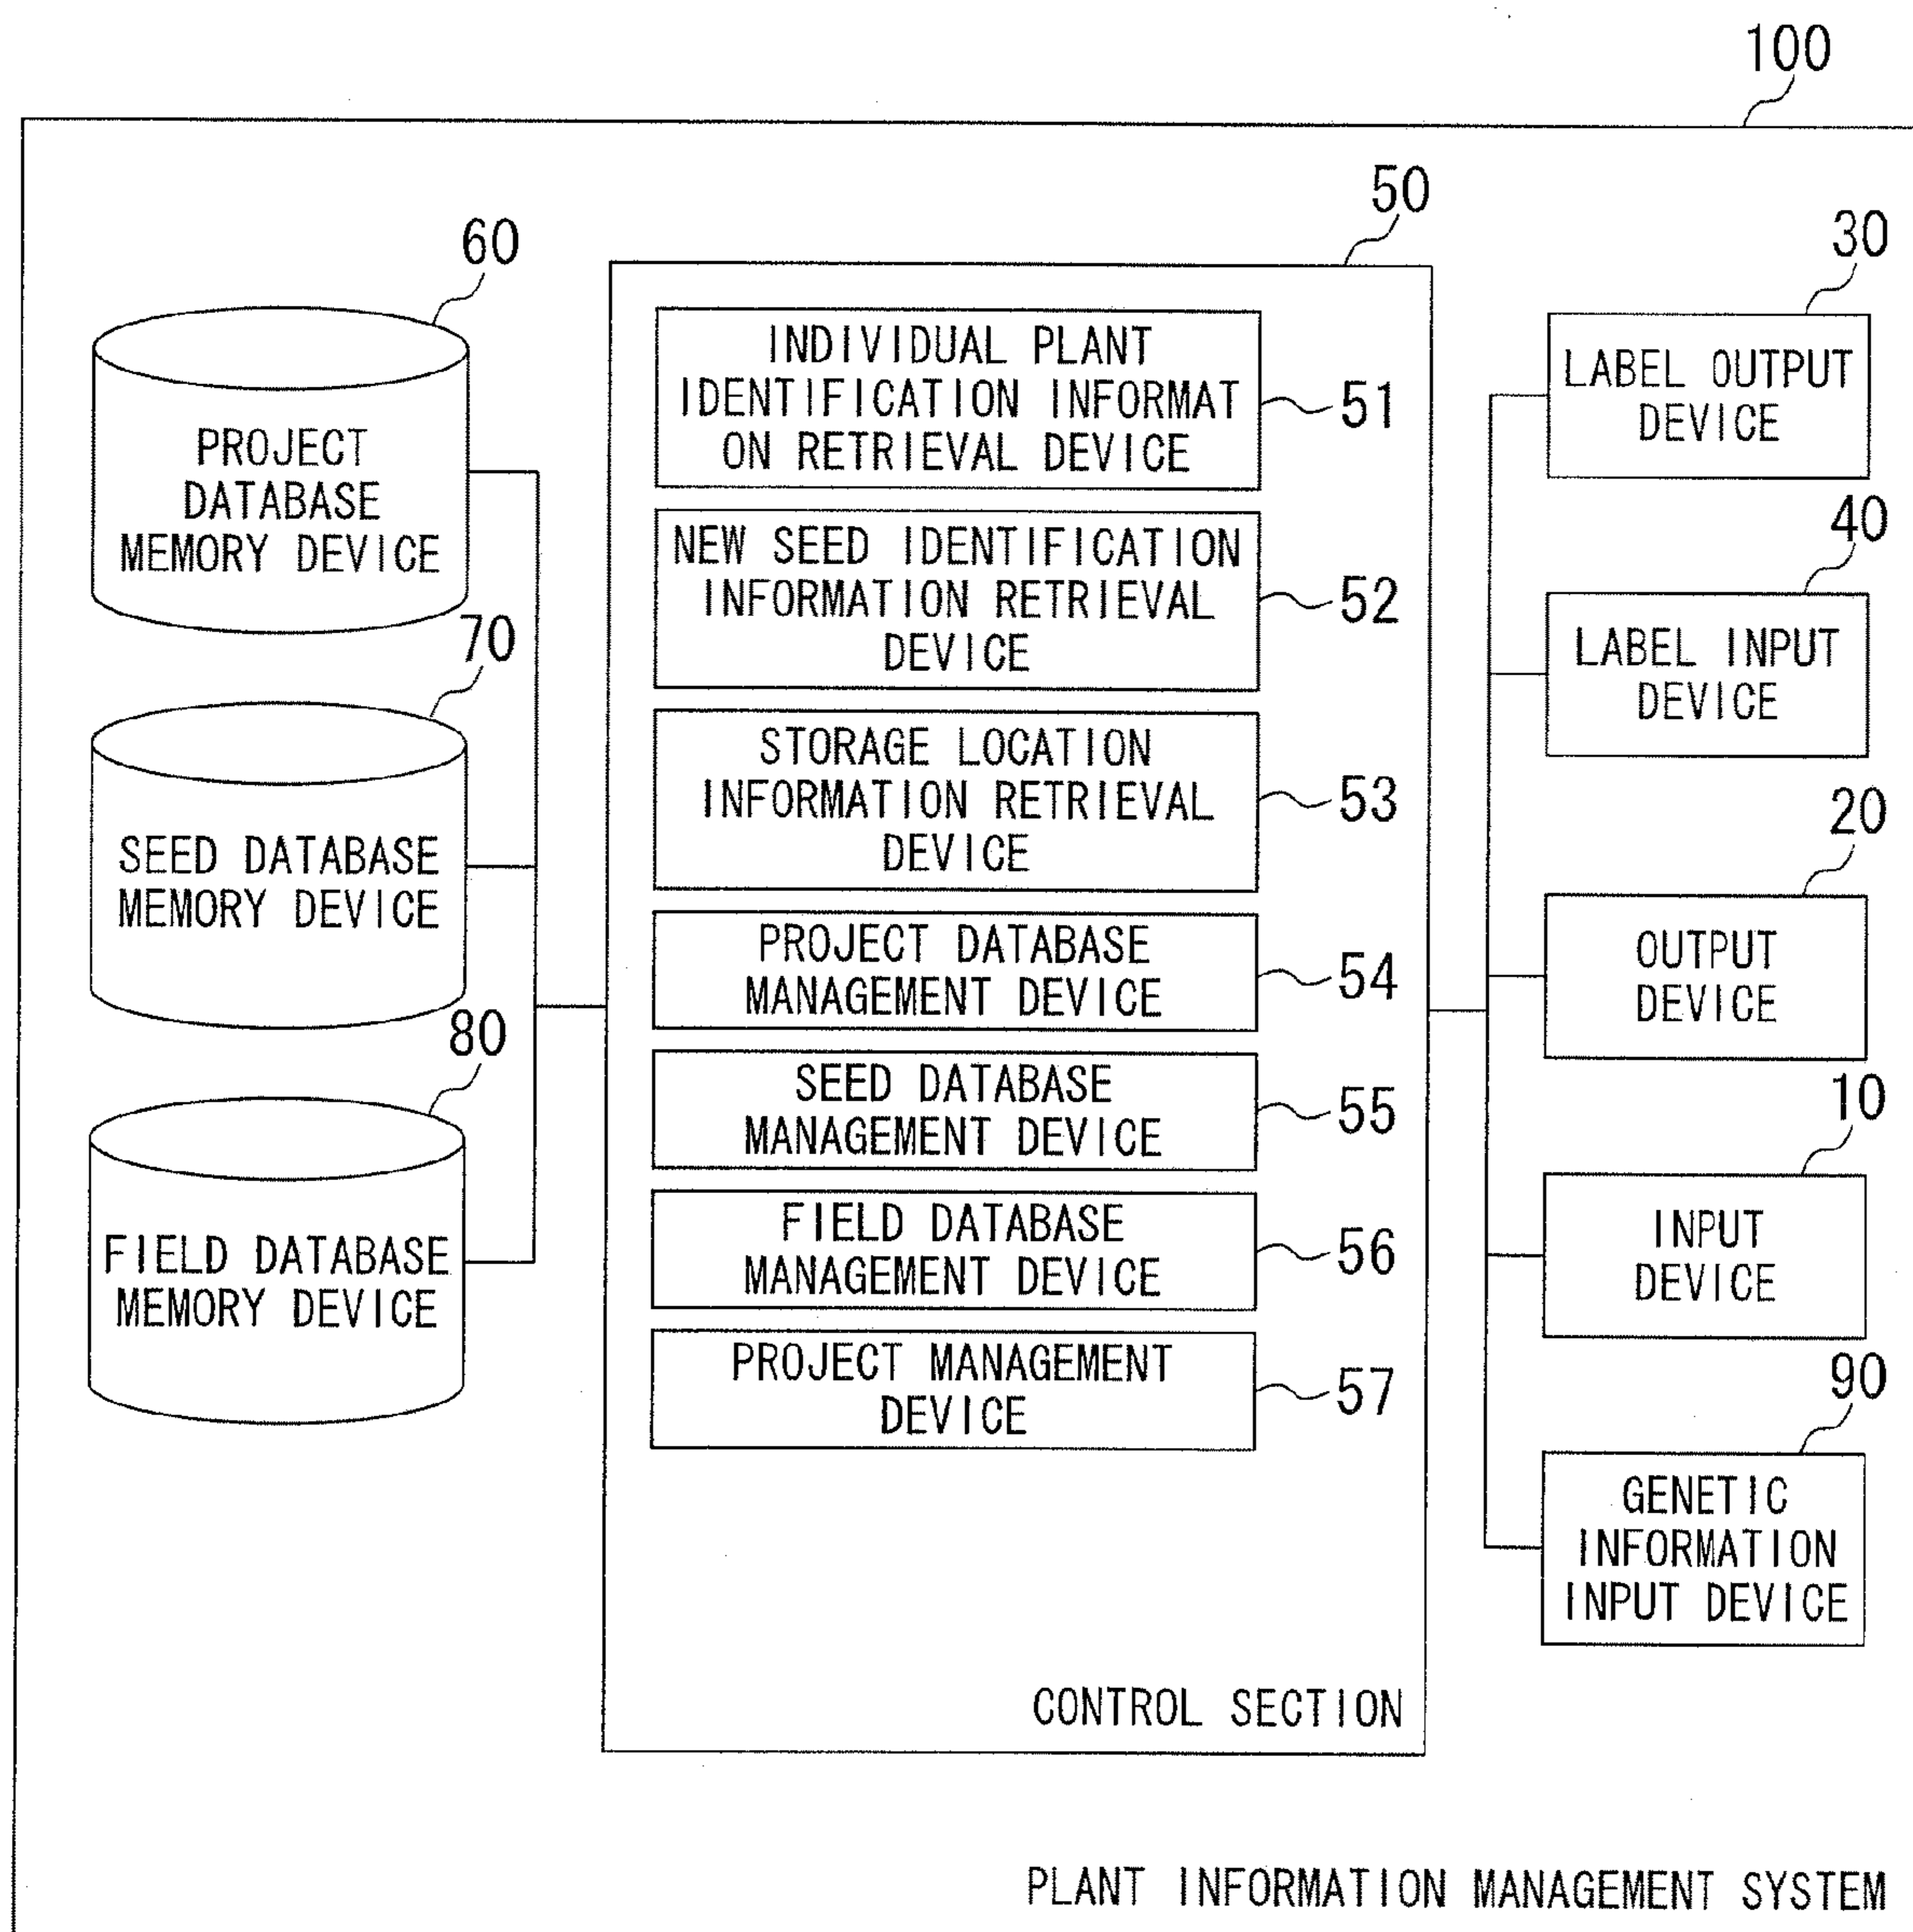 100
60
PROJECT
DATABASE
MEMORY DEVICE
70
SEED DATABASE
MEMORY DEVICE
80
FIELD DATABASE
MEMORY DEVICE
50
INDIVIDUAL PLANT
IDENTIFICATION INFORMAT
ON RETRIEVAL DEVICE
51
NEW SEED IDENTIFICATION
INFORMATION RETRIEVAL
DEVICE
52
STORAGE LOCATION
INFORMATION RETRIEVAL
DEVICE
53
PROJECT DATABASE
MANAGEMENT DEVICE
54
SEED DATABASE
MANAGEMENT DEVICE
55
FIELD DATABASE
MANAGEMENT DEVICE
56
PROJECT MANAGEMENT
DEVICE
57
CONTROL SECTION
30
LABEL OUTPUT
DEVICE
40
LABEL INPUT
DEVICE
20
OUTPUT
DEVICE
10
INPUT
DEVICE
90
GENETIC
INFORMATION
INPUT DEVICE
PLANT INFORMATION MANAGEMENT SYSTEM